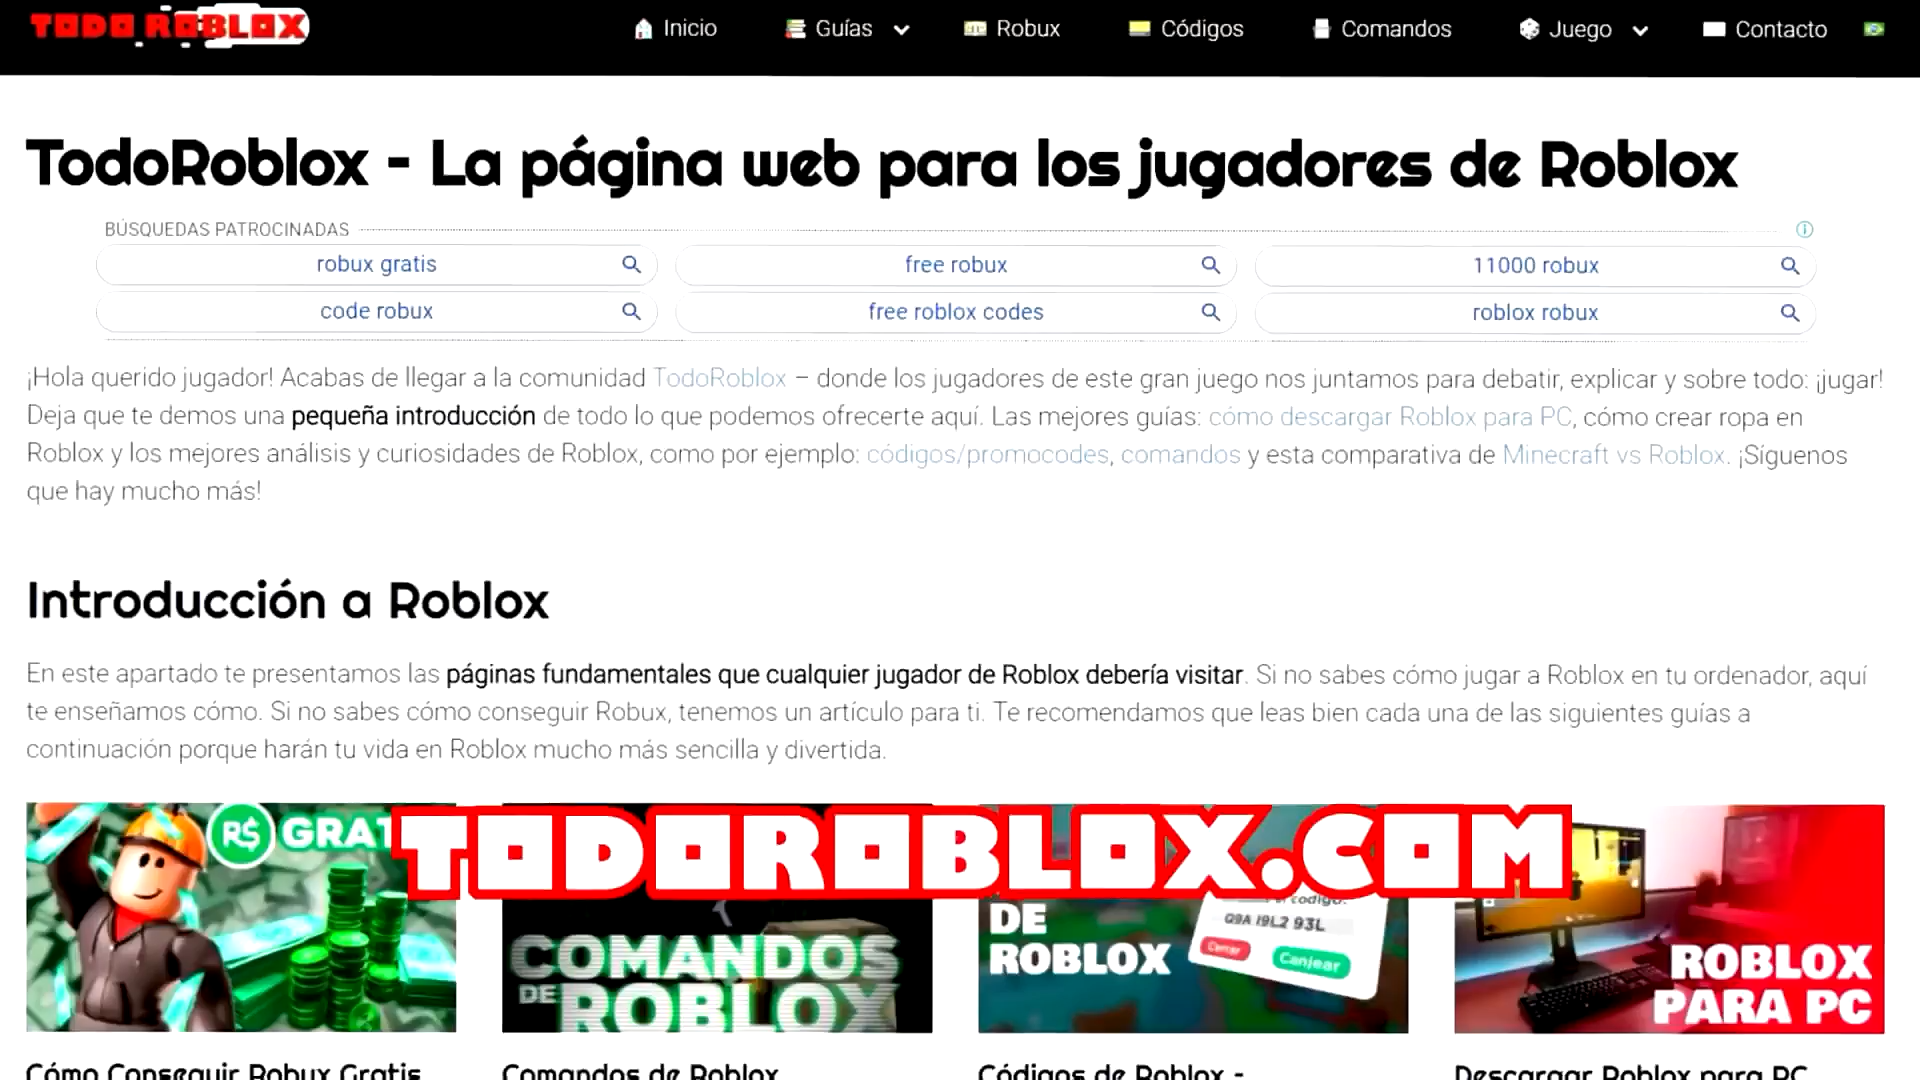 TODO ROBLOX
Inicio
Guías
Robux
Códigos
Comandos
Juego
Contacto
TodoRoblox - La página web para los jugadores de Roblox
BÚSQUEDAS PATROCINADAS
robux gratis
free robux
11000 robux
code robux
free roblox codes
roblox robux
¡Hola querido jugador! Acabas de llegar a la comunidad TodoRoblox – donde los jugadores de este gran juego nos juntamos para debatir, explicar y sobre todo: ¡jugar!
Deja que te demos una pequeña introducción de todo lo que podemos ofrecerte aquí. Las mejores guías: cómo descargar Roblox para PC, cómo crear ropa en
Roblox y los mejores análisis y curiosidades de Roblox, como por ejemplo: códigos/promocodes, comandos y esta comparativa de Minecraft vs Roblox. ¡Síguenos
que hay mucho más!
Introducción a Roblox
En este apartado te presentamos las páginas fundamentales que cualquier jugador de Roblox debería visitar. Si no sabes cómo jugar a Roblox en tu ordenador, aquí
te enseñamos cómo. Si no sabes cómo conseguir Robux, tenemos un artículo para ti. Te recomendamos que leas bien cada una de las siguientes guías a
continuación porque harán tu vida en Roblox mucho más sencilla y divertida.
R$ GRAT
TODOROBLOX.COM
COMANDOS
DE ROBLOX
DE
ROBLOX
código:
Q9A I9L2 93L
Cerrar
Canjear
ROBLOX
PARA PC
Cómo Conseguir Robux Gratis
Comandos de Roblox
Códigos de Roblox -
Descargar Roblox para PC